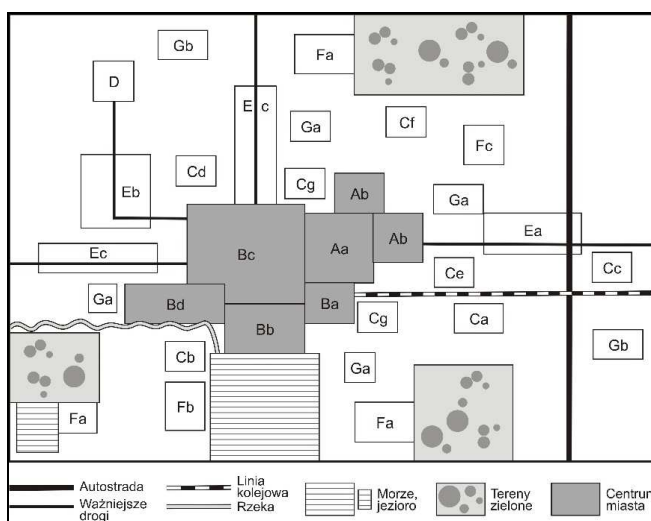 Gb
Fa
D
E c
Ga
Cf
Fc
Eb
Cd
Cg
Ab
Ga
Bc
Aa
Ab
Ea
Ec
Ce
Cc
Ga
Bd
Ba
Cg
Ca
Bb
Cb
Gb
Ga
Fb
Fa
Fa
Autostrada
Ważniejsze
drogi
Linia
kolejowa
Rzeka
Morze,
jezioro
Tereny
zielone
Centrum
miasta